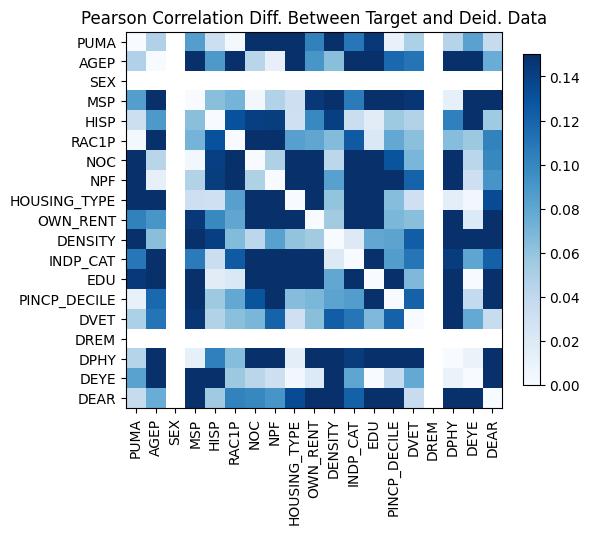 Pearson Correlation Diff. Between Target and Deid. Data
PUMA
AGEP
SEX
MSP
HISP
RAC1P
NOC
NPF
HOUSING_TYPE
OWN_RENT
DENSITY
INDP_CAT
EDU
PINCP_DECILE
DVET
DREM
DPHY
DEYE
DEAR
PUMA
AGEP
SEX
MSP
HISP
RAC1P
NOC
NPF
HOUSING_TYPE
OWN_RENT
DENSITY
INDP_CAT
EDU
PINCP_DECILE
DVET
DREM
DPHY
DEYE
DEAR
0.14
0.12
0.10
0.08
0.06
0.04
0.02
0.00